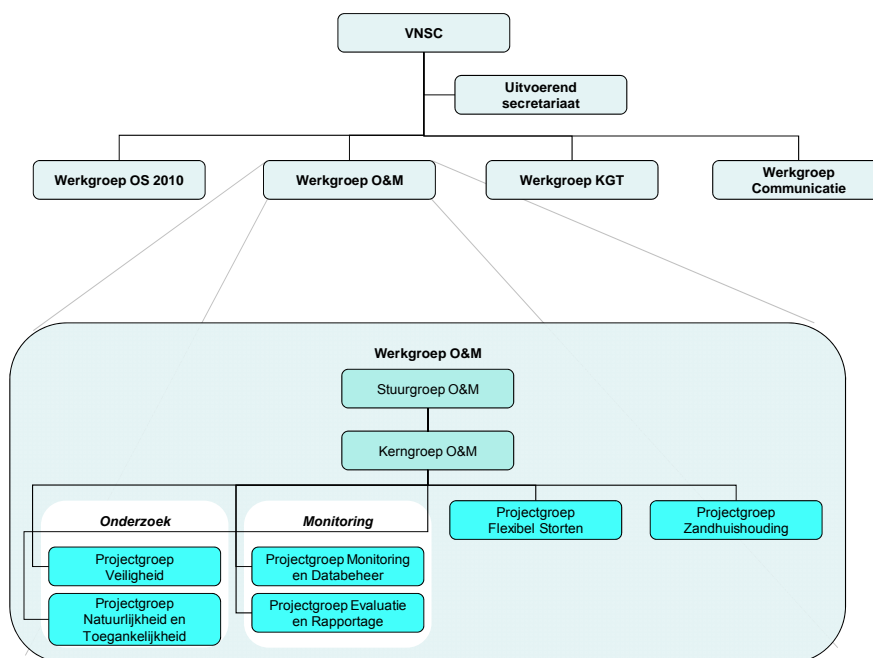 VNSC
Uitvoerend
secretariaat
Werkgroep OS 2010
Werkgroep O&M
Werkgroep KGT
Werkgroep
Communicatie
Werkgroep O&M
Stuurgroep O&M
Kerngroep O&M
Onderzoek
Projectgroep
Veiligheid
Projectgroep
Natuurlijkheid en
Toegankelijkheid
Monitoring
Projectgroep Monitoring
en Databeheer
Projectgroep Evaluatie
en Rapportage
Projectgroep
Flexibel Storten
Projectgroep
Zandhuishouding